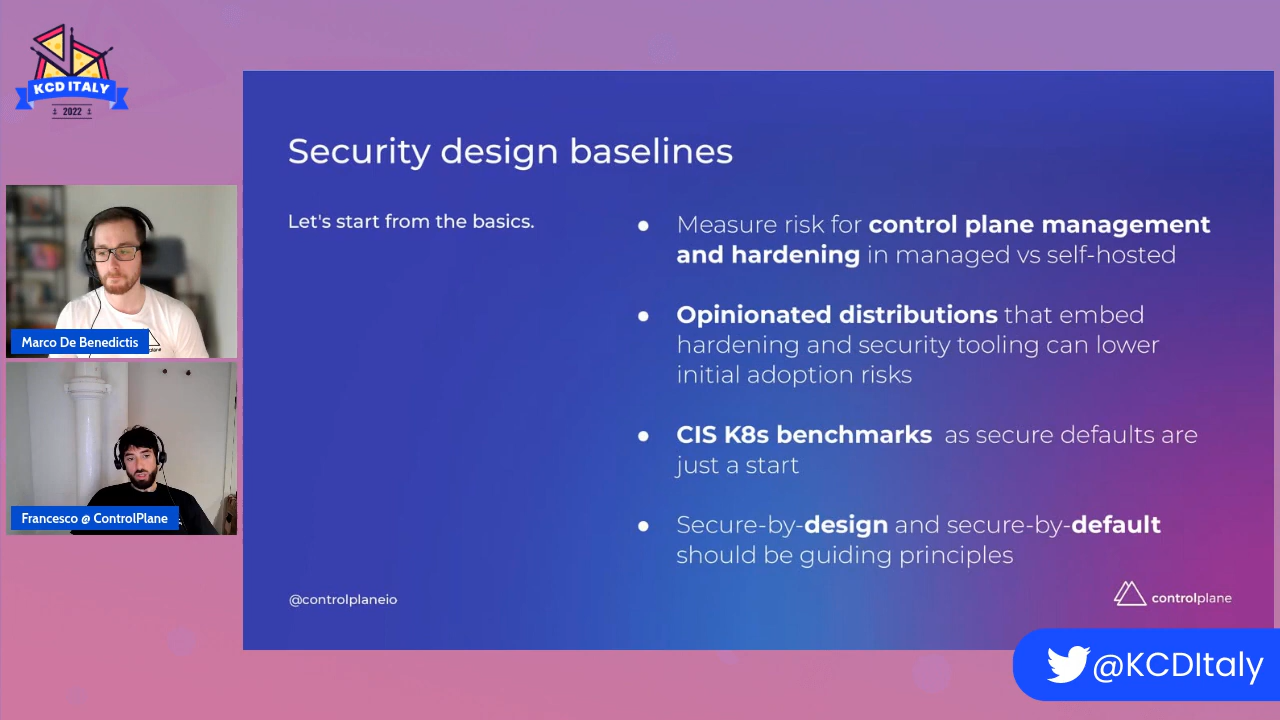 KCD ITALY
2022
Marco De Benedictis
Francesco @ ControlPlane
Security design baselines
Let's start from the basics.
● Measure risk for control plane management
and hardening in managed vs self-hosted
● Opinionated distributions that embed
hardening and security tooling can lower
initial adoption risks
● CIS K8s benchmarks as secure defaults are
just a start
● Secure-by-design and secure-by-default
should be guiding principles
@controlplaneio
controlplane
@KCDItaly